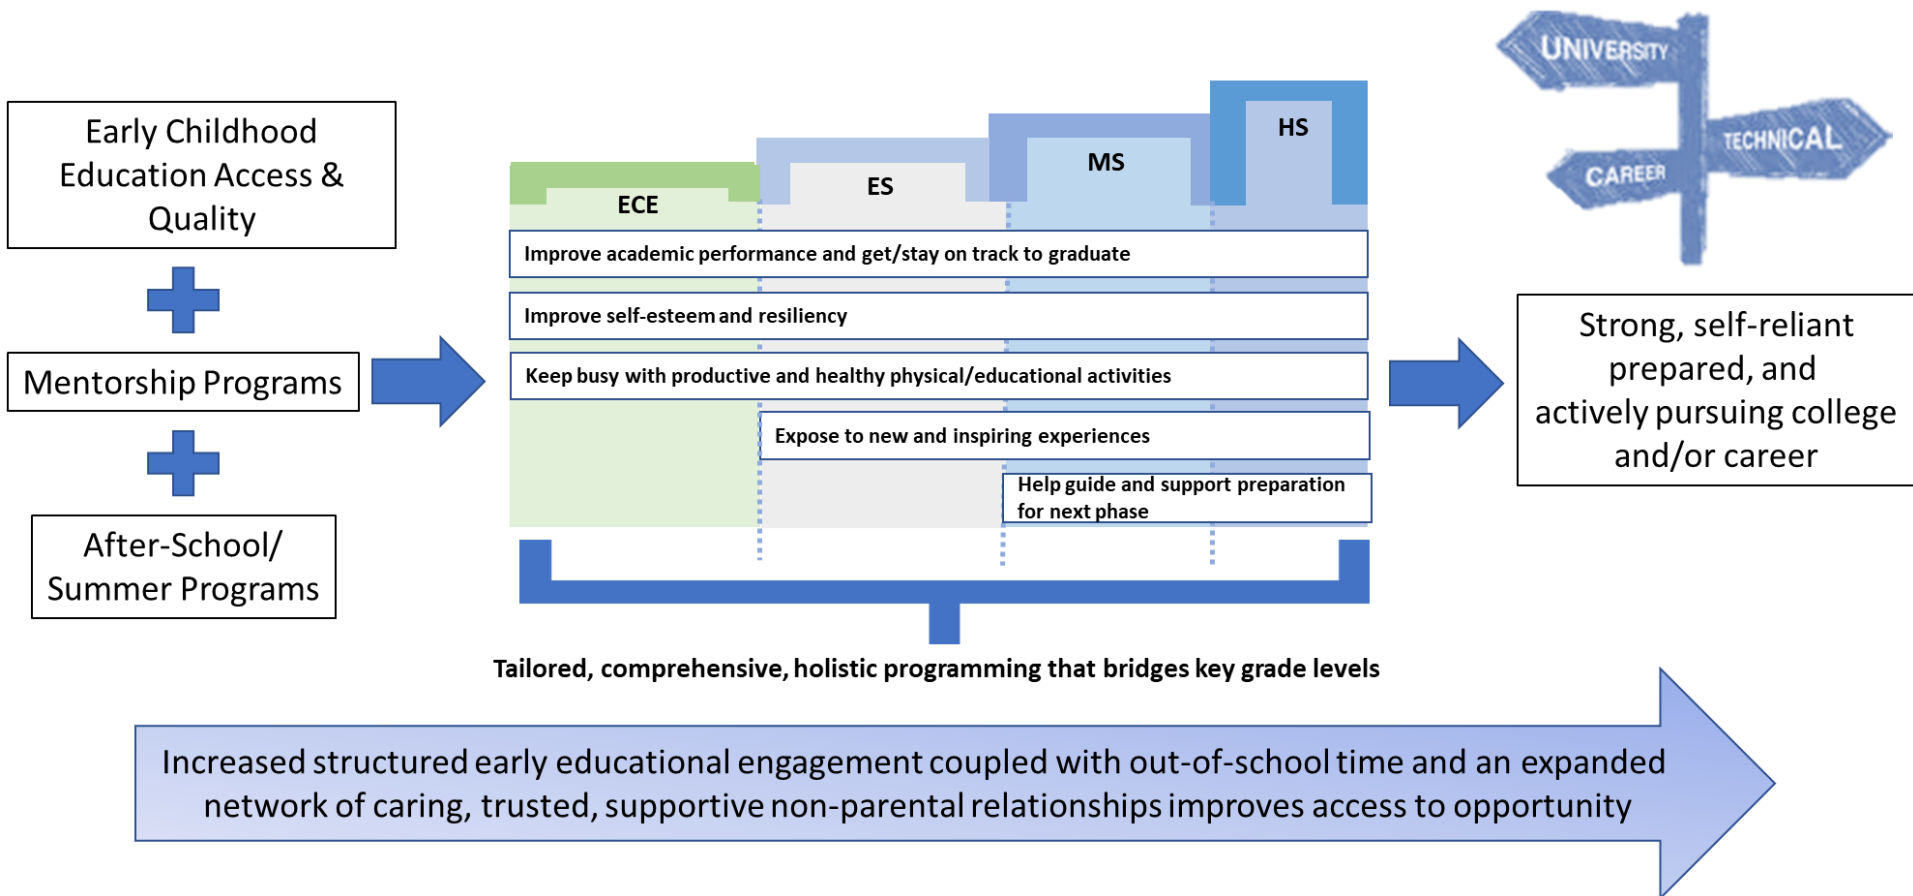 Early Childhood
Education Access &
Quality
Mentorship Programs
After-School/
Summer Programs
ECE
ES
MS
HS
Improve academic performance and get/stay on track to graduate
Improve self-esteem and resiliency
Keep busy with productive and healthy physical/educational activities
Expose to new and inspiring experiences
Help guide and support preparation
for next phase
Tailored, comprehensive, holistic programming that bridges key grade levels
UNIVERSITY
TECHNICAL
CAREER
Strong, self-reliant
prepared, and
actively pursuing college
and/or career
Increased structured early educational engagement coupled with out-of-school time and an expanded
network of caring, trusted, supportive non-parental relationships improves access to opportunity